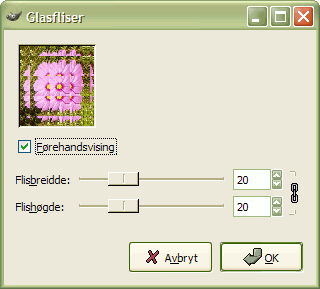 Glasfliser
Førehandsvising
Flisbreidde: 20
Flishøgde: 20
Avbryt OK